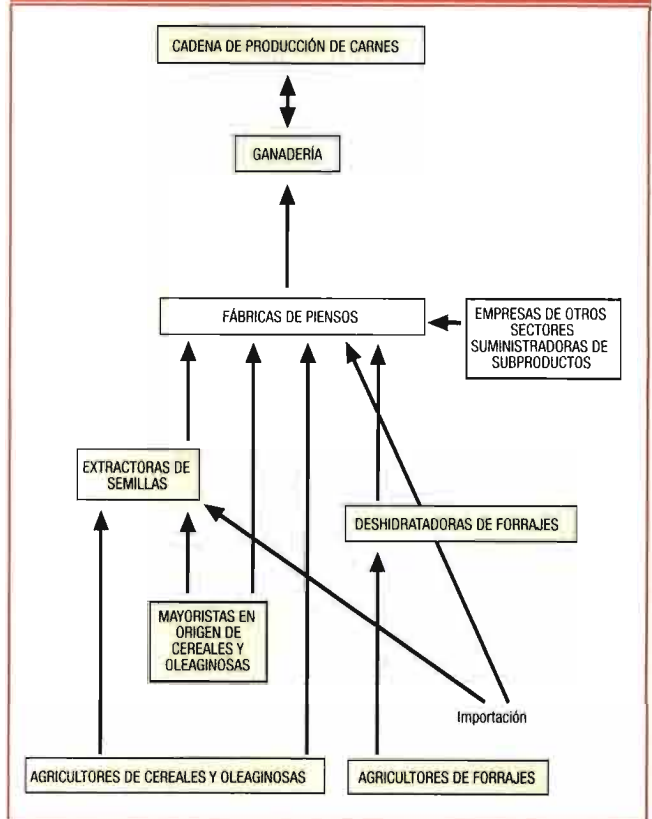 CADENA DE PRODUCCIÓN DE CARNES
GANADERÍA
FÁBRICAS DE PIENSOS
EMPRESAS DE OTROS
SECTORES
SUMINISTRADORAS DE
SUBPRODUCTOS
EXTRACTORAS DE
SEMILLAS
DESHIDRATADORAS DE FORRAJES
MAYORISTAS EN
ORIGEN DE
CEREALES Y
OLEAGINOSAS
Importación
AGRICULTORES DE CEREALES Y OLEAGINOSAS
AGRICULTORES DE FORRAJES